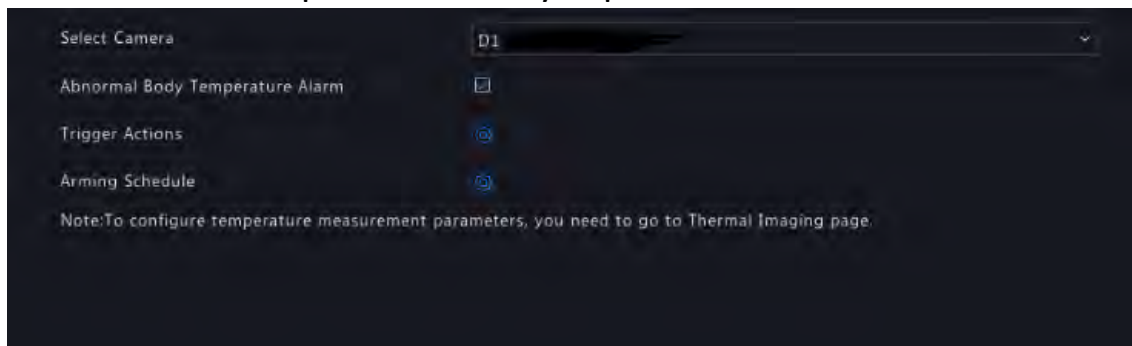 Select Camera D1
Abnormal Body Temperature Alarm
Trigger Actions
Arming Schedule
Note:To configure temperature measurement parameters, you need to go to Thermal Imaging page.